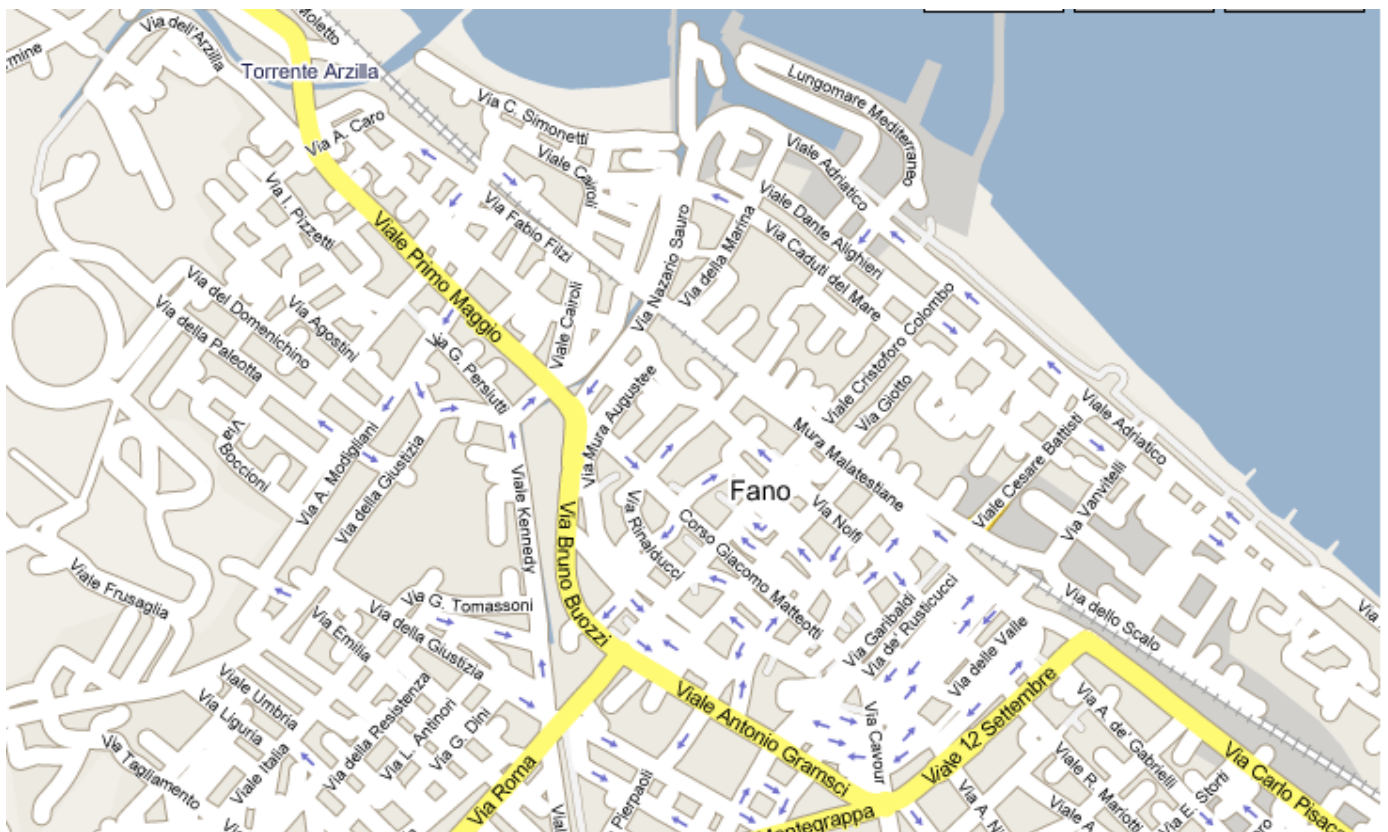 Via dell'Arzilla
Moletto
Torrente Arzilla
Lungomare Mediterraneo
Via C. Simonetti
Via A. Caro
Viale Cairoli
Viale Adriatico
Via I. Pizzetti
Via Fabio Filzi
Viale Dante Alighieri
Viale Primo Maggio
Via Nazario Sauro
Via della Marina
Via Caduti del Mare
Via del Domenichino
Via Agostini
Via della Paleotta
Viale Cairoli
Viale Cristoforo Colombo
G. Persiutti
Via Giotto
Via Mura Augustee
Viale Adriatico
Via Boccioni
Via A. Modigliani
Via della Giustizia
Mura Malatestiane
Viale Cesare Battisti
Fano
Viale Kennedy
Via Rinalducci
Via Nolfi
Via Vanvitelli
Via Bruno Buozzi
Corso Giacomo Matteotti
Viale Frusaglia
Via G. Tomassoni
Via Emilia
Via della Giustizia
Via Garibaldi
Via de' Rusticucci
Via delle Valle
Via dello Scalo
Via
Viale Umbria
Via Liguria
Via della Resistenza
Via L. Antinori
Via G. Dini
Viale Antonio Gramsci
Via Cavour
Viale 12 Settembre
Via A. de' Gabrielli
Via Tagliamento
Viale Italia
Via Roma
Pierpaoli
Montegrappa
Viale R. Mariotti
Storti
Via Carlo Pisac
Via A.
Viale A